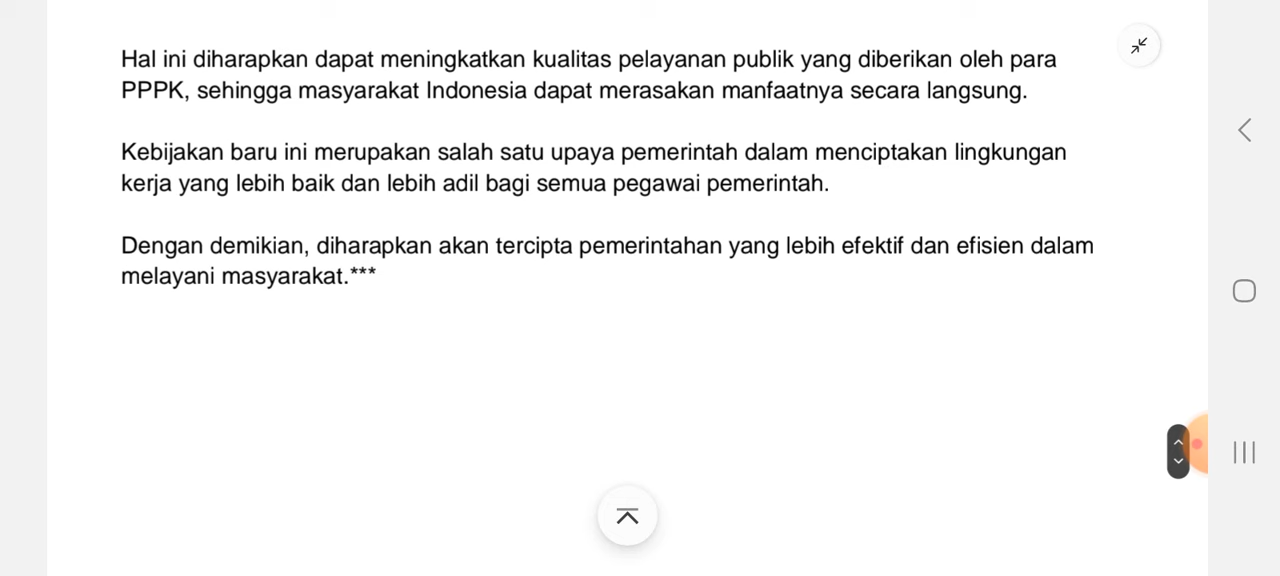 Hal ini diharapkan dapat meningkatkan kualitas pelayanan publik yang diberikan oleh para
PPPK, sehingga masyarakat Indonesia dapat merasakan manfaatnya secara langsung.
Kebijakan baru ini merupakan salah satu upaya pemerintah dalam menciptakan lingkungan
kerja yang lebih baik dan lebih adil bagi semua pegawai pemerintah.
Dengan demikian, diharapkan akan tercipta pemerintahan yang lebih efektif dan efisien dalam
melayani masyarakat.***